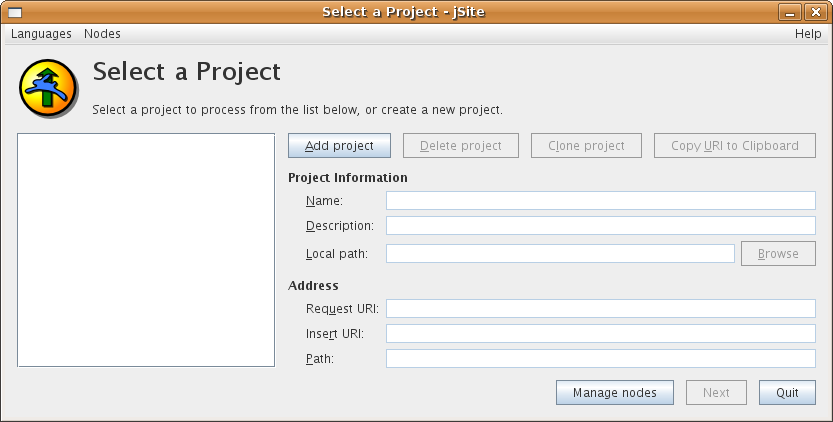 Select a Project - jSite
Languages Nodes Help
Select a Project
Select a project to process from the list below, or create a new project.
Add project Delete project Clone project Copy URI to Clipboard
Project Information
Name:
Description:
Local path: Browse
Address
Request URI:
Insert URI:
Path:
Manage nodes Next Quit